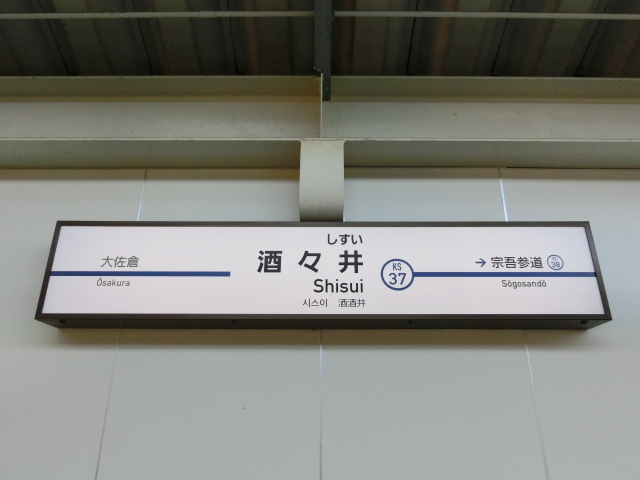 しずい
酒々井
Shisui
시스이 酒酒井
大佐倉
Ōsakura
KS
37
→ 宗吾参道 KS 38
Sōgosandō